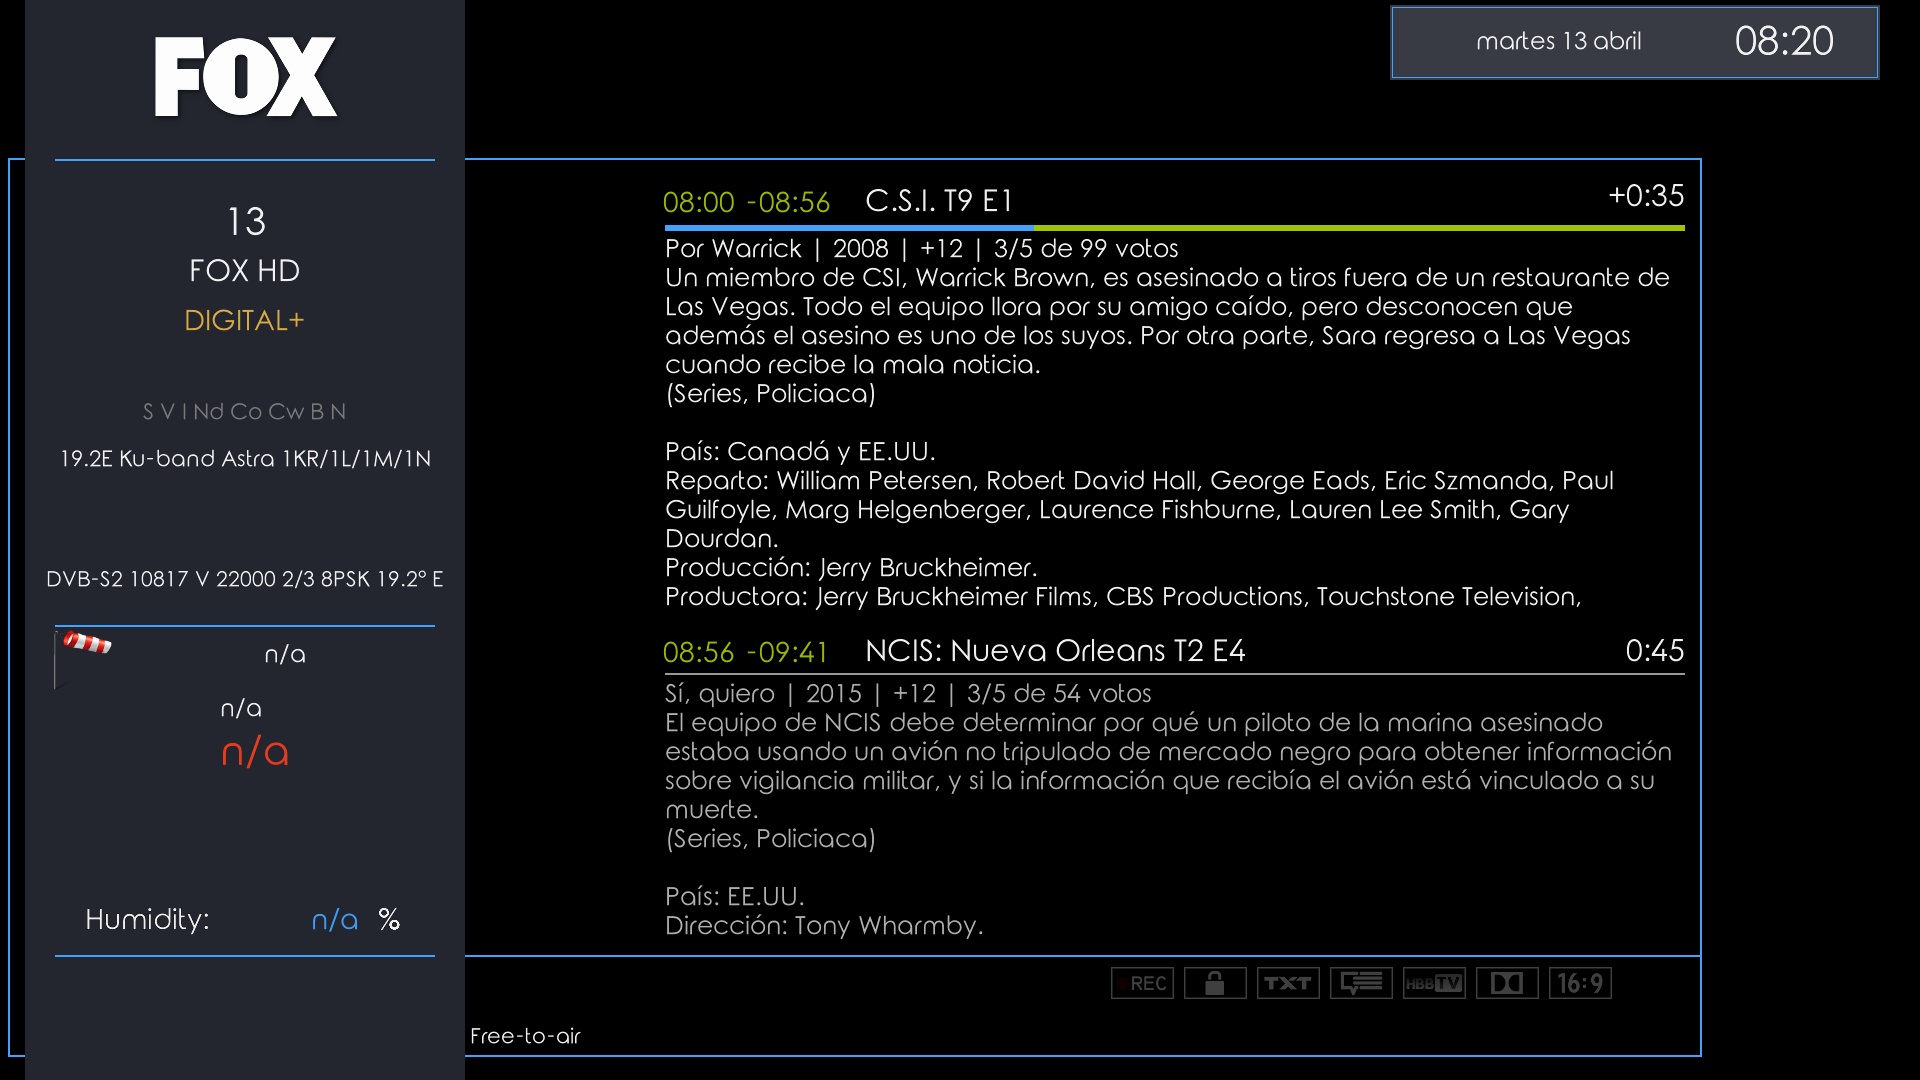 FOX
martes 13 abril 08:20
13
FOX HD
DIGITAL+
S V I Nd Co Cw B N
19.2E Ku-band Astra 1KR/1L/1M/1N
DVB-S2 10817 V 22000 2/3 8PSK 19.2° E
n/a
n/a
n/a
Humidity: n/a %
08:00 -08:56 C.S.I. T9 E1 +0:35
Por Warrick | 2008 | +12 | 3/5 de 99 votos
Un miembro de CSI, Warrick Brown, es asesinado a tiros fuera de un restaurante de
Las Vegas. Todo el equipo llora por su amigo caído, pero desconocen que
además el asesino es uno de los suyos. Por otra parte, Sara regresa a Las Vegas
cuando recibe la mala noticia.
(Series, Policiaca)
País: Canadá y EE.UU.
Reparto: William Petersen, Robert David Hall, George Eads, Eric Szmanda, Paul
Guilfoyle, Marg Helgenberger, Laurence Fishburne, Lauren Lee Smith, Gary
Dourdan.
Producción: Jerry Bruckheimer.
Productora: Jerry Bruckheimer Films, CBS Productions, Touchstone Television,
08:56 -09:41 NCIS: Nueva Orleans T2 E4 0:45
Sí, quiero | 2015 | +12 | 3/5 de 54 votos
El equipo de NCIS debe determinar por qué un piloto de la marina asesinado
estaba usando un avión no tripulado de mercado negro para obtener información
sobre vigilancia militar, y si la información que recibía el avión está vinculado a su
muerte.
(Series, Policiaca)
País: EE.UU.
Dirección: Tony Wharmby.
REC TXT HBBTV 16:9
Free-to-air